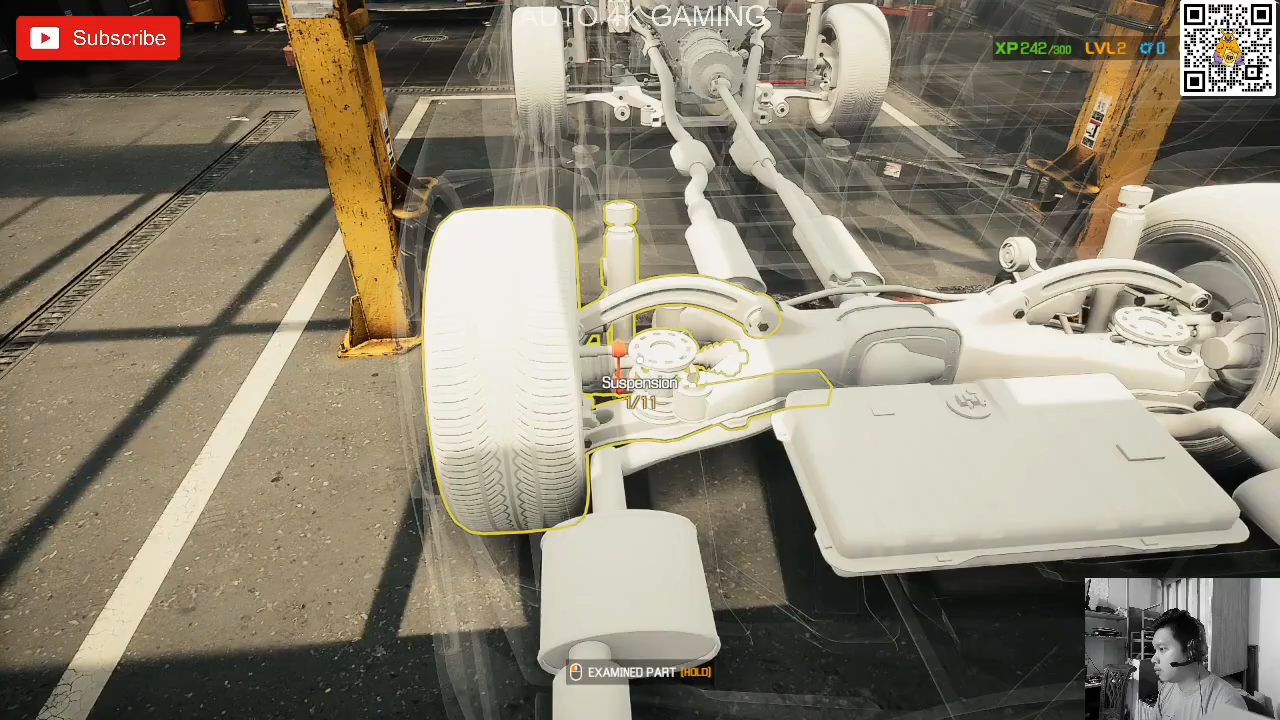 AUTO 4K GAMING
Subscribe
XP 242/300 LVL 2 0
Suspension
1/11
EXAMINED PART [HOLD]